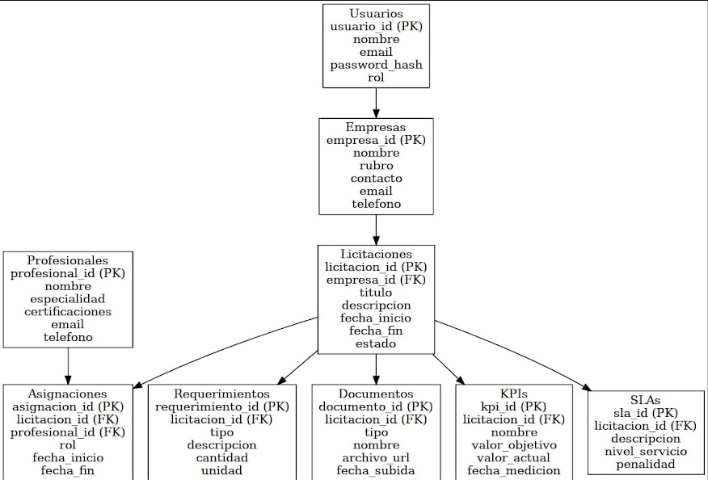 Usuarios
usuario_id (PK)
nombre
email
password_hash
rol
Empresas
empresa_id (PK)
nombre
rubro
contacto
email
telefono
Profesionales
profesional_id (PK)
nombre
especialidad
certificaciones
email
telefono
Licitaciones
licitacion_id (PK)
empresa_id (FK)
titulo
descripcion
fecha_inicio
fecha_fin
estado
Asignaciones
asignacion_id (PK)
licitacion_id (FK)
profesional_id (FK)
rol
fecha_inicio
fecha_fin
Requerimientos
requerimiento_id (PK)
licitacion_id (FK)
tipo
descripcion
cantidad
unidad
Documentos
documento_id (PK)
licitacion_id (FK)
tipo
nombre
archivo_url
fecha_subida
KPIs
kpi_id (PK)
licitacion_id (FK)
nombre
valor_objetivo
valor_actual
fecha_medicion
SLAs
sla_id (PK)
licitacion_id (FK)
descripcion
nivel_servicio
penalidad